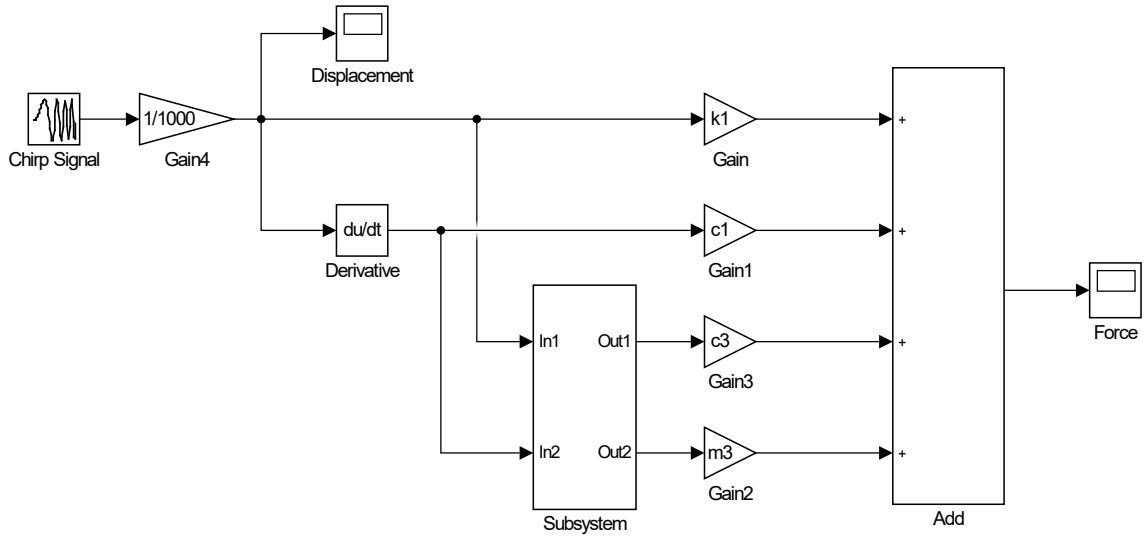 Displacement
1/1000
Chirp Signal
Gain4
k1
+
Gain
du/dt
Derivative
c1
+
Gain1
In1
Out1
c3
+
Gain3
Force
In2
Out2
m3
+
Gain2
Subsystem
Add